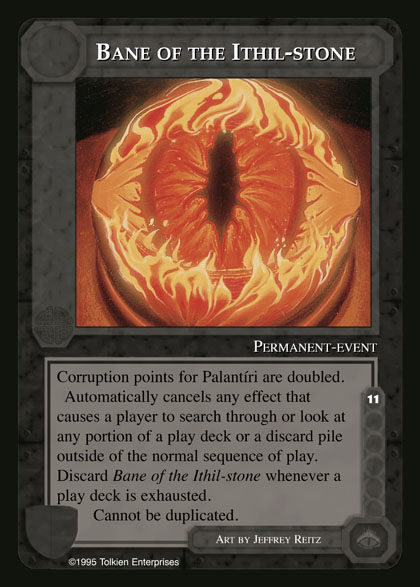 Bane of the Ithil-stone
Permanent-event
Corruption points for Palantíri are doubled.
Automatically cancels any effect that
causes a player to search through or look at
any portion of a play deck or a discard pile
outside of the normal sequence of play.
Discard Bane of the Ithil-stone whenever a
play deck is exhausted.
Cannot be duplicated.
11
Art by Jeffrey Reitz
©1995 Tolkien Enterprises